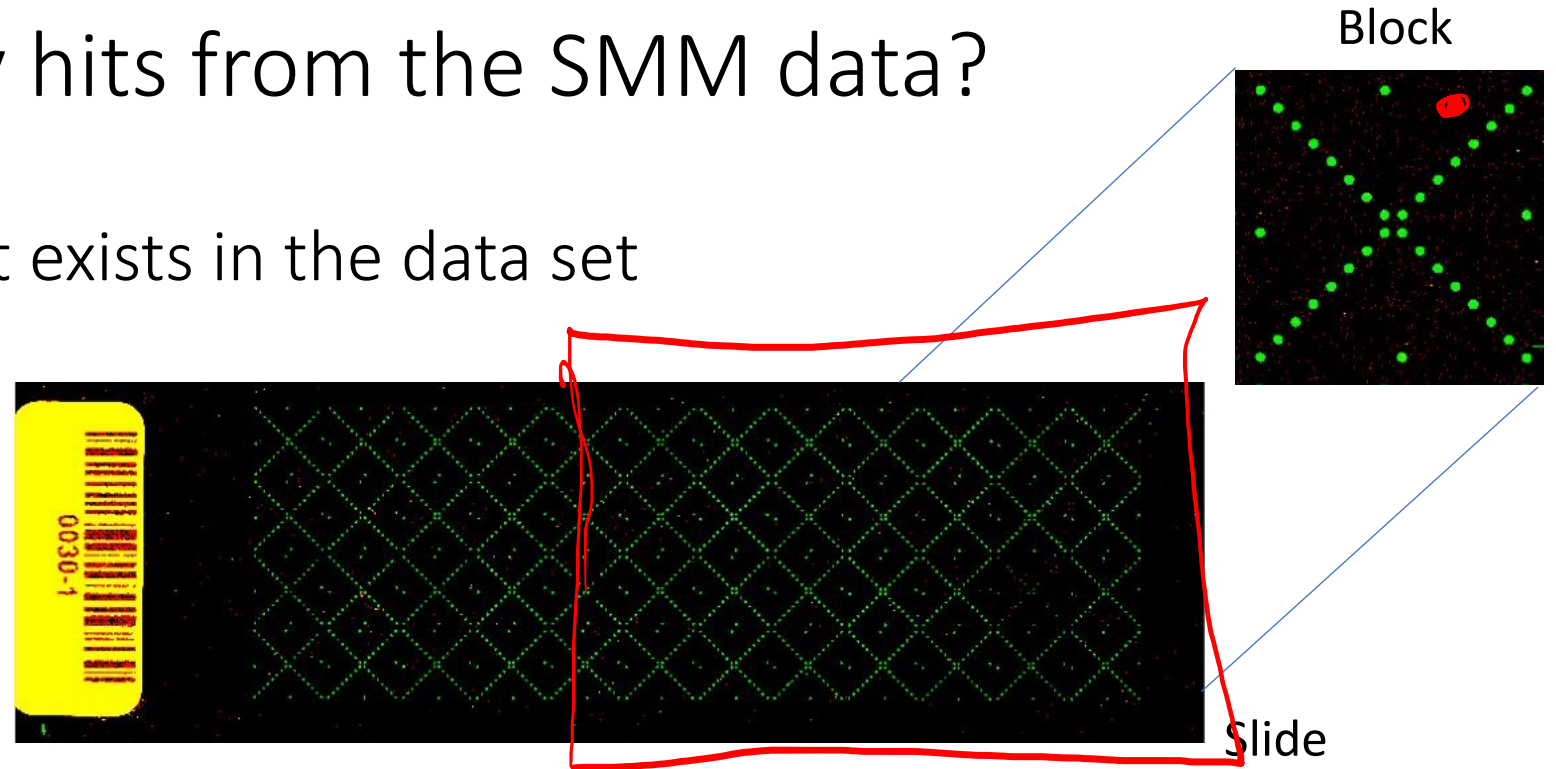 hits from the SMM data?
Block
exists in the data set
0030-1
Slide